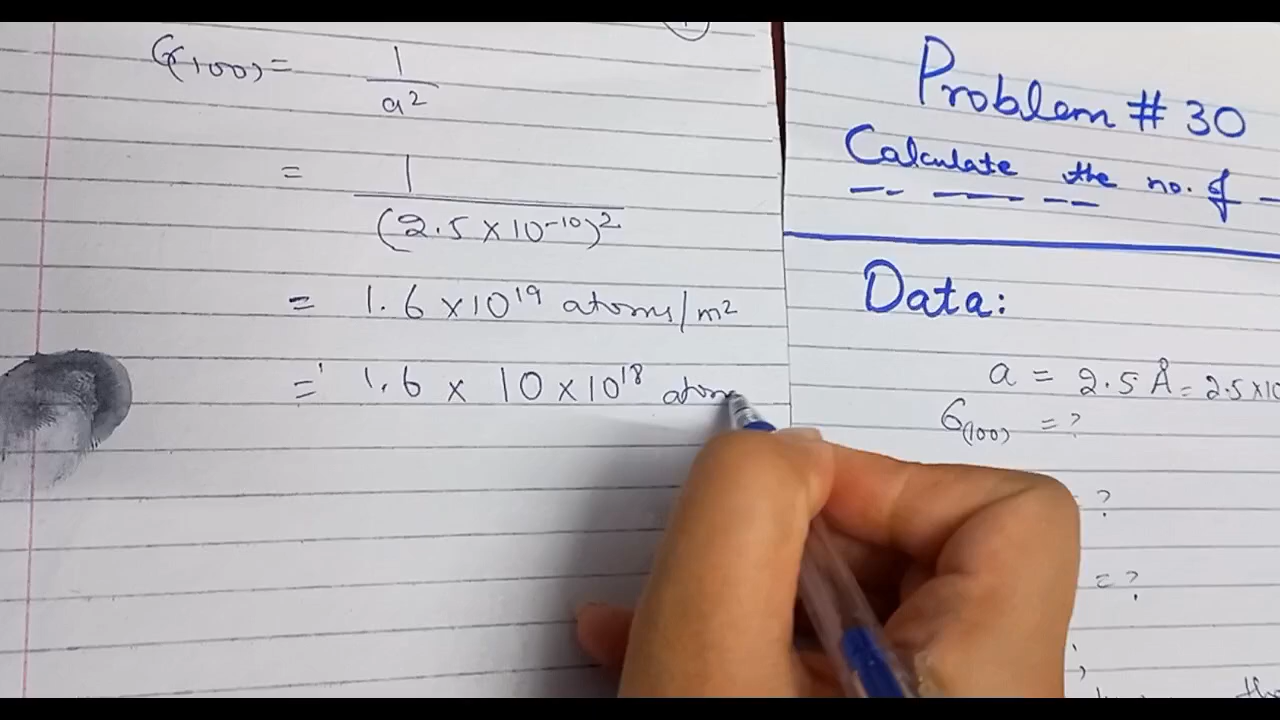 σ(100) = 1/a²
= 1/(2.5×10⁻¹⁰)²
= 1.6 ×10¹⁹ atoms/m²
= 1.6 × 10 ×10¹⁸ atom
Problem # 30
Calculate the no. of
Data:
a = 2.5 Å = 2.5×10
σ(100) = ?
?
= ?